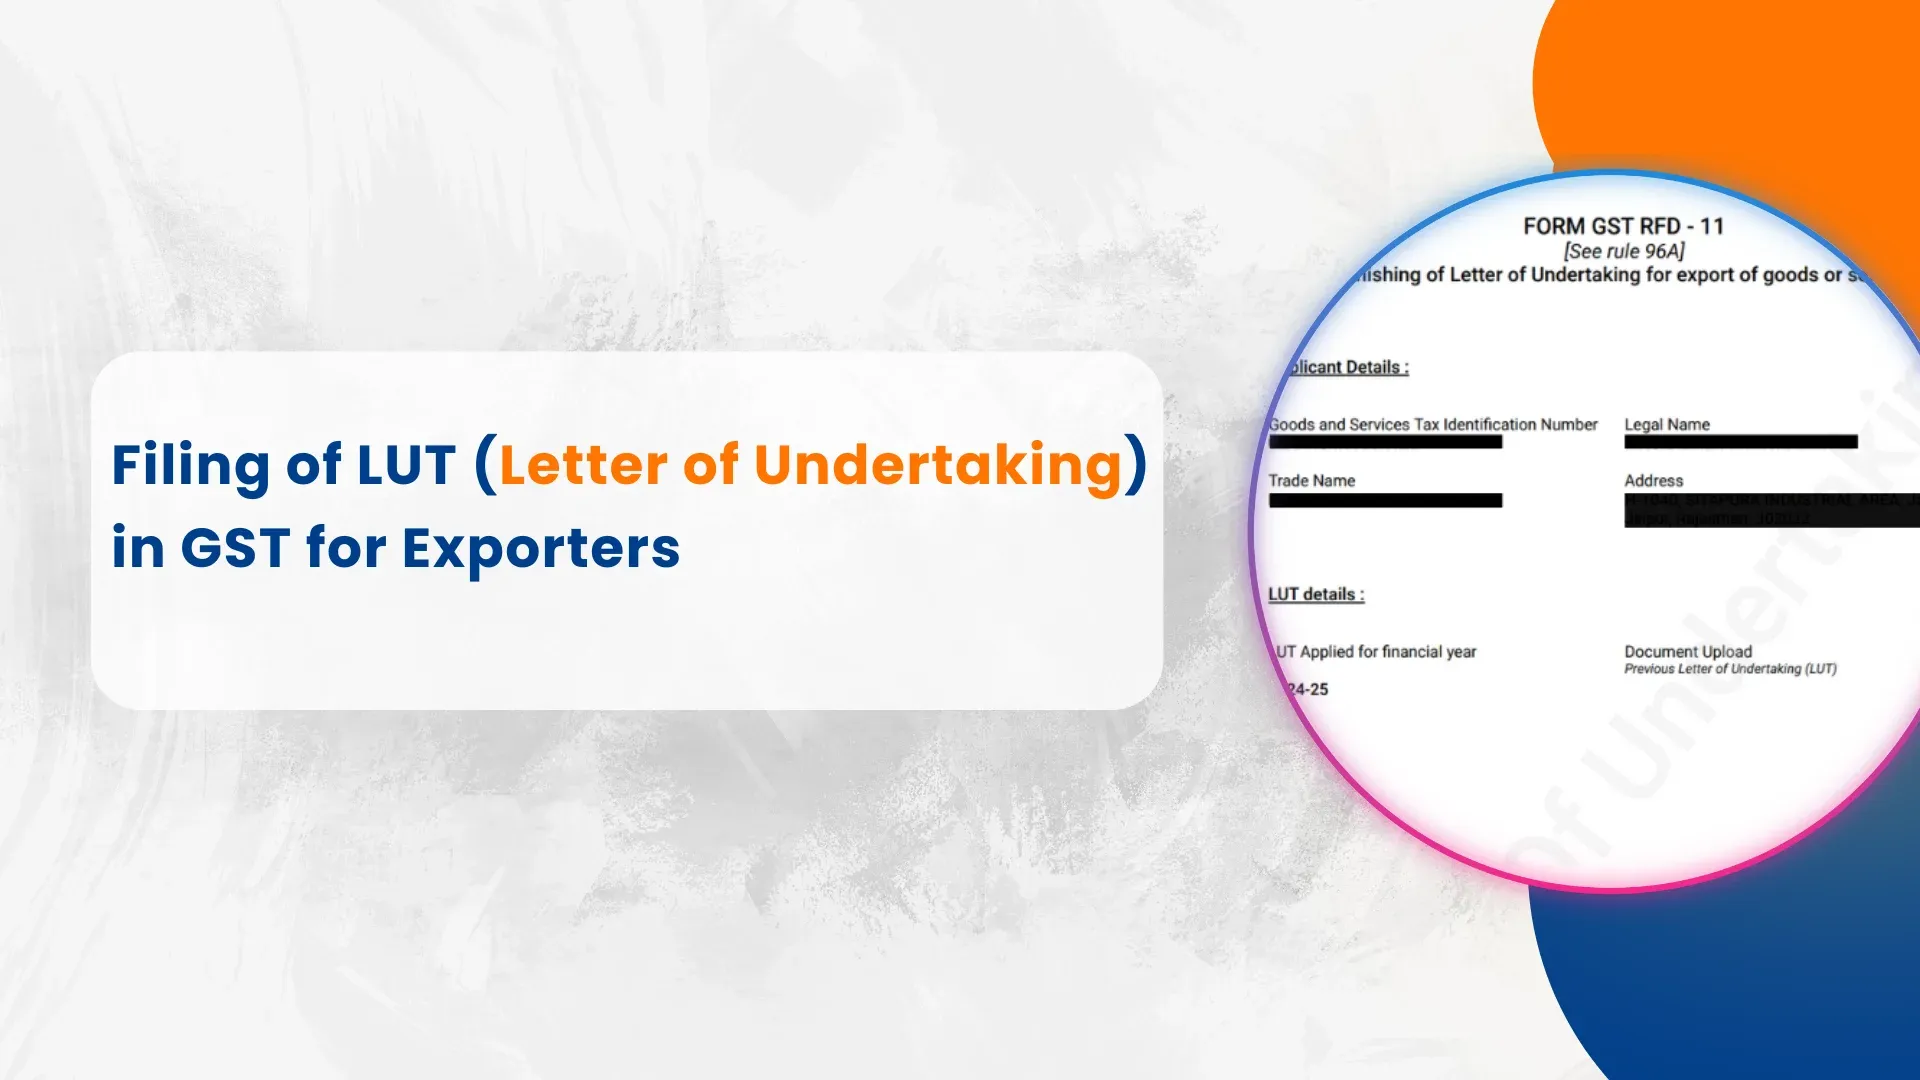 Filing of LUT (Letter of Undertaking)
in GST for Exporters
FORM GST RFD - 11
[See rule 96A]
ishing of Letter of Undertaking for export of goods or s
plicant Details :
Goods and Services Tax Identification Number
Legal Name
Trade Name
Address
LUT details :
UT Applied for financial year
Document Upload
Previous Letter of Undertaking (LUT)
24-25
of Undertakin